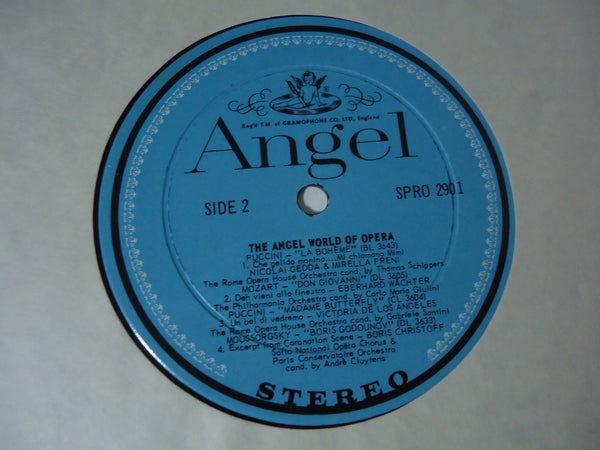 Reg'd T.M. of GRAMOPHONE CO. LTD., England
Angel
SIDE 2
SPRO 2901
THE ANGEL WORLD OF OPERA
PUCCINI - "LA BOHEME" (BL 3643)
1. Che gelida manina....Mi chiamano Mimi
NICOLAI GEDDA & MIRELLA FRENI
The Rome Opera House Orchestra cond. by Thomas Schippers
MOZART - "DON GIOVANNI" (DL 3605)
2. Deh vieni alla finestra - EBERHARD WÄCHTER
The Philharmonia Orchestra cond. by Carlo Maria Giulini
PUCCINI - "MADAME BUTTERFLY" (CL 3604)
3. Un bel di vedremo - VICTORIA DE LOS ANGELES
The Rome Opera House Orchestra cond. by Gabriele Santini
MOUSSORGSKY - "BORIS GODOUNOV" (DL 3633)
4. Excerpt from Coronation Scene - BORIS CHRISTOFF
Sofia National Opera Chorus &
Paris Conservatoire Orchestra
cond. by André Cluytens
STEREO